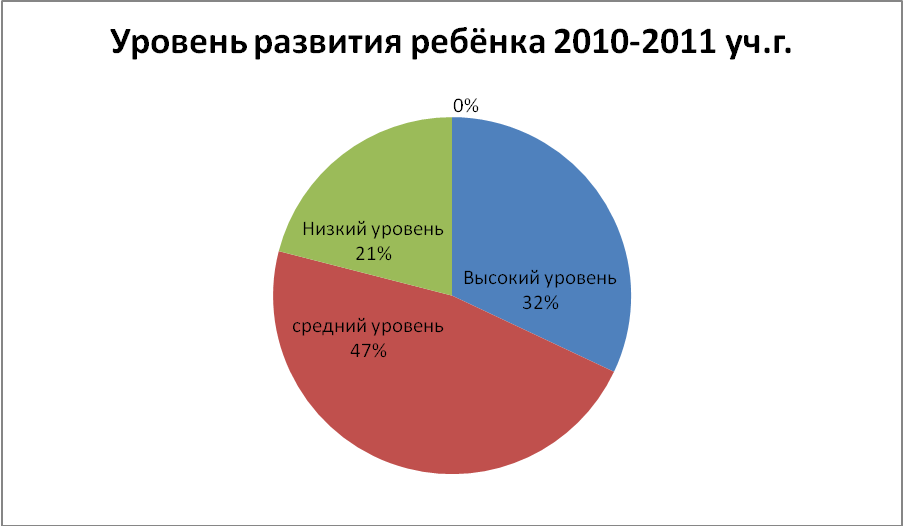 Уровень развития ребёнка 2010-2011 уч.г.
0%
Низкий уровень
21%
Высокий уровень
32%
средний уровень
47%